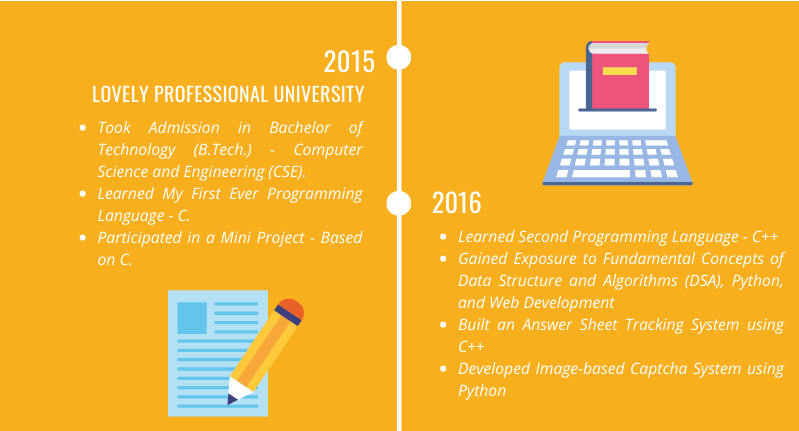 2015
LOVELY PROFESSIONAL UNIVERSITY
• Took Admission in Bachelor of
Technology (B.Tech.) - Computer
Science and Engineering (CSE).
• Learned My First Ever Programming
Language - C.
• Participated in a Mini Project - Based
on C.
2016
• Learned Second Programming Language - C++
• Gained Exposure to Fundamental Concepts of
Data Structure and Algorithms (DSA), Python,
and Web Development
• Built an Answer Sheet Tracking System using
C++
• Developed Image-based Captcha System using
Python